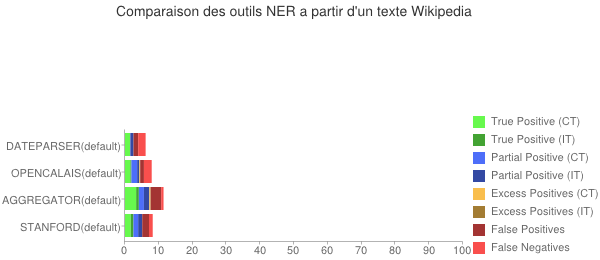 Comparaison des outils NER a partir d'un texte Wikipedia
True Positive (CT)
True Positive (IT)
Partial Positive (CT)
Partial Positive (IT)
Excess Positives (CT)
Excess Positives (IT)
False Positives
False Negatives
DATEPARSER(default)
OPENCALAIS(default)
AGGREGATOR(default)
STANFORD(default)
0 10 20 30 40 50 60 70 80 90 100